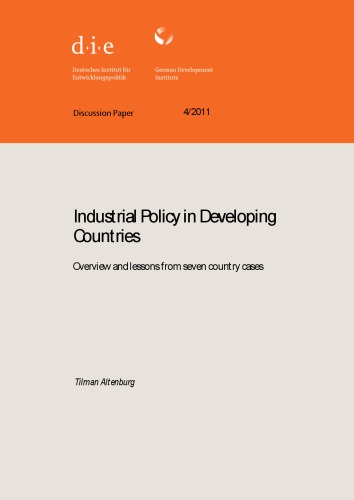 d·i·e
Deutsches Institut für
Entwicklungspolitik
German Development
Institute
Discussion Paper
4/2011
Industrial Policy in Developing
Countries
Overview and lessons from seven country cases
Tilman Altenburg